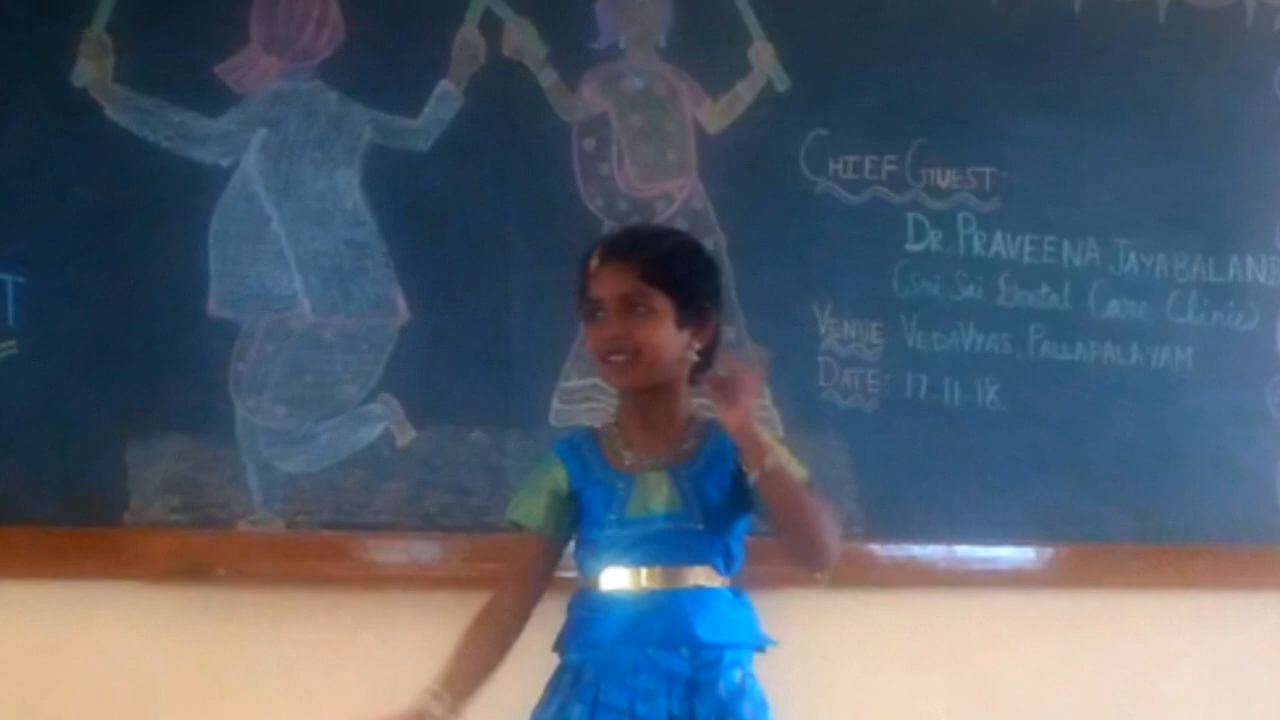 T
CHIEF GUEST
DR. PRAVEENA JAYABALAN
(Sri Sai Dental Care Clinic)
VENUE VEDAVYAS, PALLAPALAYAM
DATE: 17.11.18.